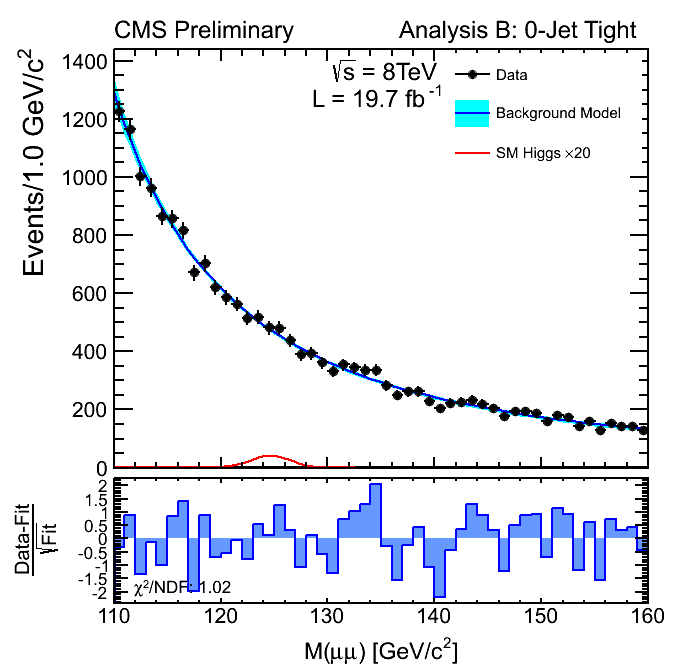 CMS Preliminary
Analysis B: 0-Jet Tight
√s = 8TeV
L = 19.7 fb⁻¹
Data
Background Model
SM Higgs ×20
Events/1.0 GeV/c²
1400
1200
1000
800
600
400
200
0
Data-Fit
√Fit
2
1.5
1
0.5
0
-0.5
-1
-1.5
-2
χ²/NDF: 1.02
110 120 130 140 150 160
M(μμ) [GeV/c²]